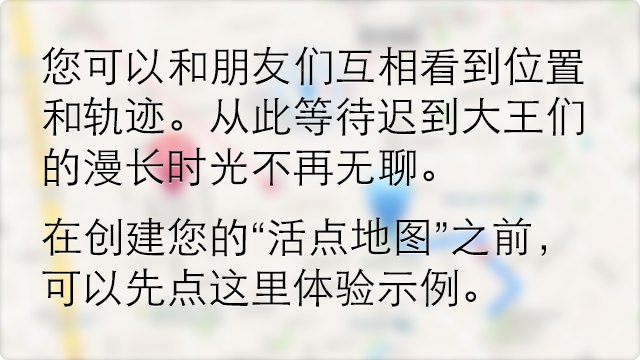 您可以和朋友们互相看到位置
和轨迹。从此等待迟到大王们
的漫长时光不再无聊。
在创建您的“活点地图”之前，
可以先点这里体验示例。